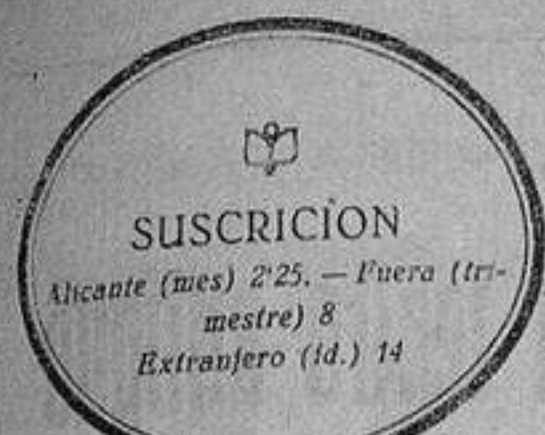 SUSCRICION
Alicante (mes) 2'25. — Fuera (tri-
mestre) 8
Extranjero (id.) 14